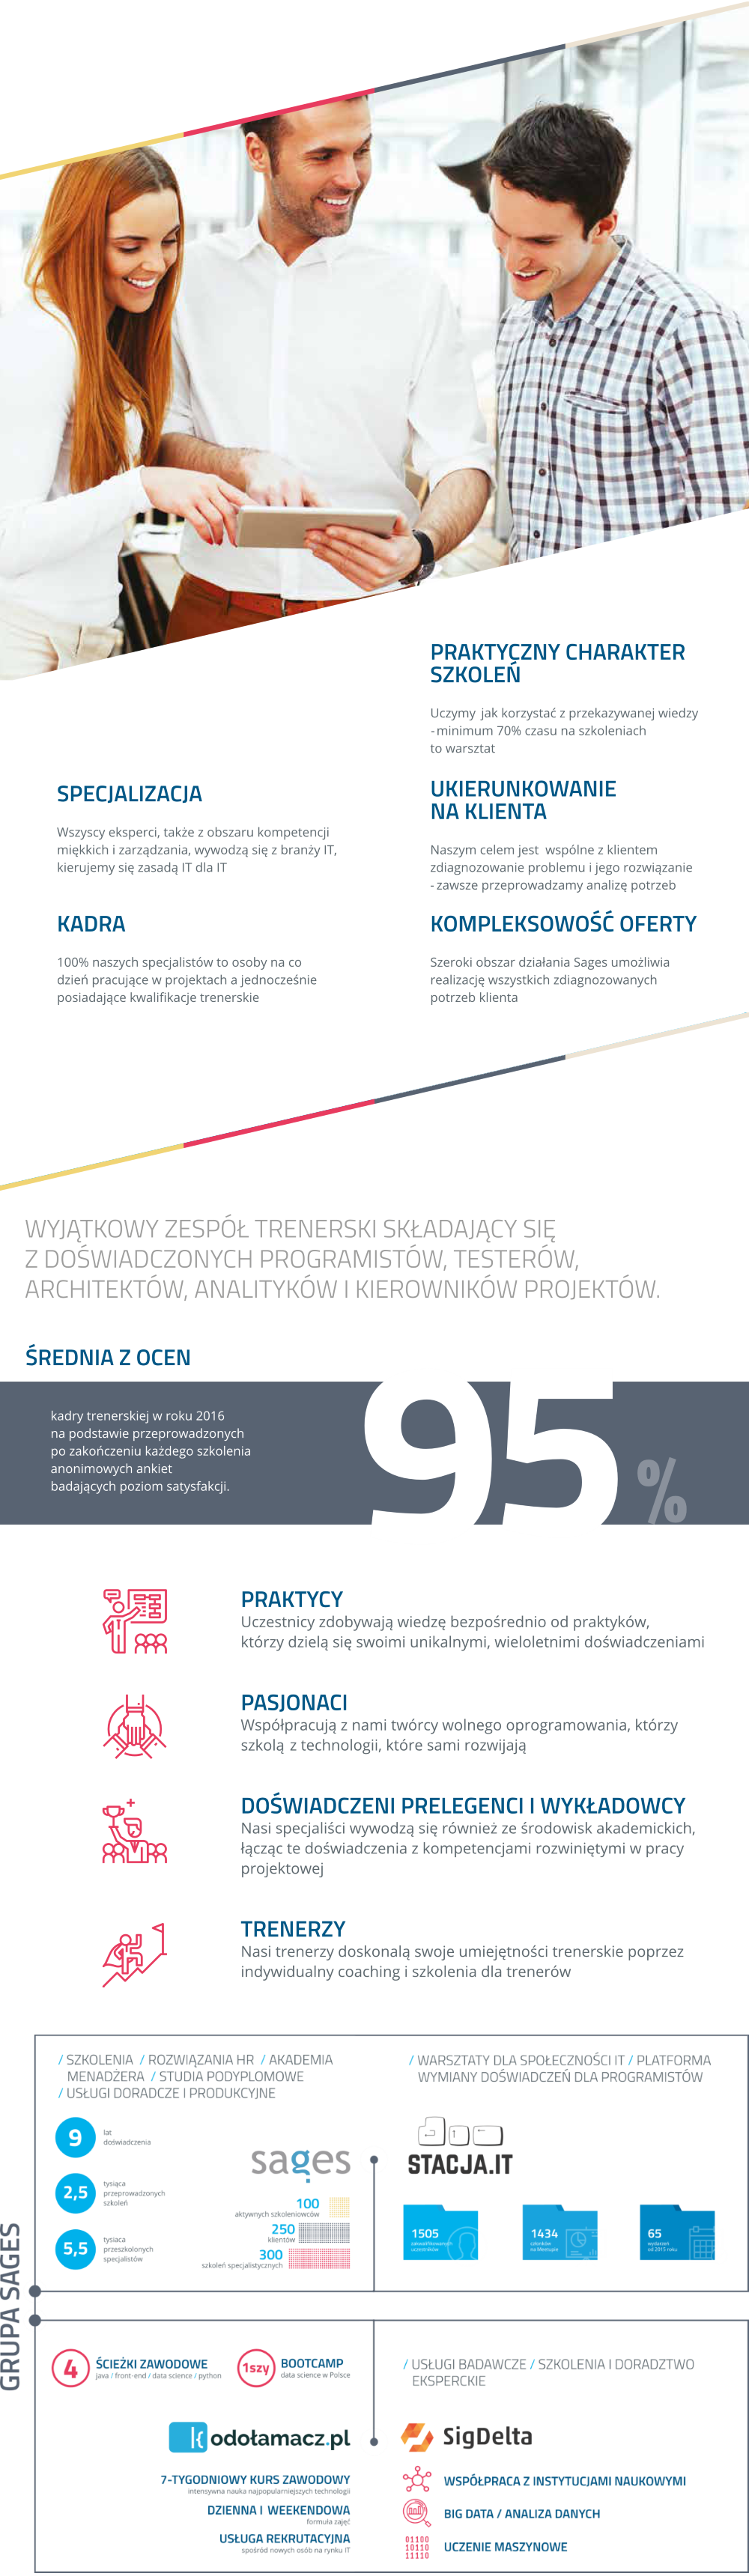 PRAKTYCZNY CHARAKTER
SZKOLEŃ
Uczymy jak korzystać z przekazywanej wiedzy
- minimum 70% czasu na szkoleniach
to warsztat
SPECJALIZACJA
Wszyscy eksperci, także z obszaru kompetencji
miękkich i zarządzania, wywodzą się z branży IT,
kierujemy się zasadą IT dla IT
UKIERUNKOWANIE
NA KLIENTA
Naszym celem jest wspólne z klientem
zdiagnozowanie problemu i jego rozwiązanie
- zawsze przeprowadzamy analizę potrzeb
KADRA
100% naszych specjalistów to osoby na co
dzień pracujące w projektach a jednocześnie
posiadające kwalifikacje trenerskie
KOMPLEKSOWOŚĆ OFERTY
Szeroki obszar działania Sages umożliwia
realizację wszystkich zdiagnozowanych
potrzeb klienta
WYJĄTKOWY ZESPÓŁ TRENERSKI SKŁADAJĄCY SIĘ
Z DOŚWIADCZONYCH PROGRAMISTÓW, TESTERÓW,
ARCHITEKTÓW, ANALITYKÓW I KIEROWNIKÓW PROJEKTÓW.
ŚREDNIA Z OCEN
kadry trenerskiej w roku 2016
na podstawie przeprowadzonych
po zakończeniu każdego szkolenia
anonimowych ankiet
badających poziom satysfakcji.
95%
PRAKTYCY
Uczestnicy zdobywają wiedzę bezpośrednio od praktyków,
którzy dzielą się swoimi unikalnymi, wieloletnimi doświadczeniami
PASJONACI
Współpracują z nami twórcy wolnego oprogramowania, którzy
szkolą z technologii, które sami rozwijają
DOŚWIADCZENI PRELEGENCI I WYKŁADOWCY
Nasi specjaliści wywodzą się również ze środowisk akademickich,
łącząc te doświadczenia z kompetencjami rozwiniętymi w pracy
projektowej
TRENERZY
Nasi trenerzy doskonalą swoje umiejętności trenerskie poprzez
indywidualny coaching i szkolenia dla trenerów
GRUPA SAGES
/ SZKOLENIA / ROZWIĄZANIA HR / AKADEMIA
MENADŻERA / STUDIA PODYPLOMOWE
/ USŁUGI DORADCZE I PRODUKCYJNE
9
lat
doświadczenia
2,5
tysiąca
przeprowadzonych
szkoleń
5,5
tysiaca
przeszkolonych
specjalistów
sages
100
aktywnych szkoleniowców
250
klientów
300
szkoleń specjalistycznych
/ WARSZTATY DLA SPOŁECZNOŚCI IT / PLATFORMA
WYMIANY DOŚWIADCZEŃ DLA PROGRAMISTÓW
STACJA.IT
1505
uczestników
1434
członków
na Meetupie
65
wydarzeń
od 2015 roku
4
ŚCIEŻKI ZAWODOWE
java / front-end / data science / python
1szy
BOOTCAMP
data science w Polsce
kodołamacz.pl
7-TYGODNIOWY KURS ZAWODOWY
intensywna nauka najpopularniejszych technologii
DZIENNA I WEEKENDOWA
formuła zajęć
USŁUGA REKRUTACYJNA
spośród nowych osób na rynku IT
/ USŁUGI BADAWCZE / SZKOLENIA I DORADZTWO
EKSPERCKIE
SigDelta
WSPÓŁPRACA Z INSTYTUCJAMI NAUKOWYMI
BIG DATA / ANALIZA DANYCH
01100
10110
11110
UCZENIE MASZYNOWE